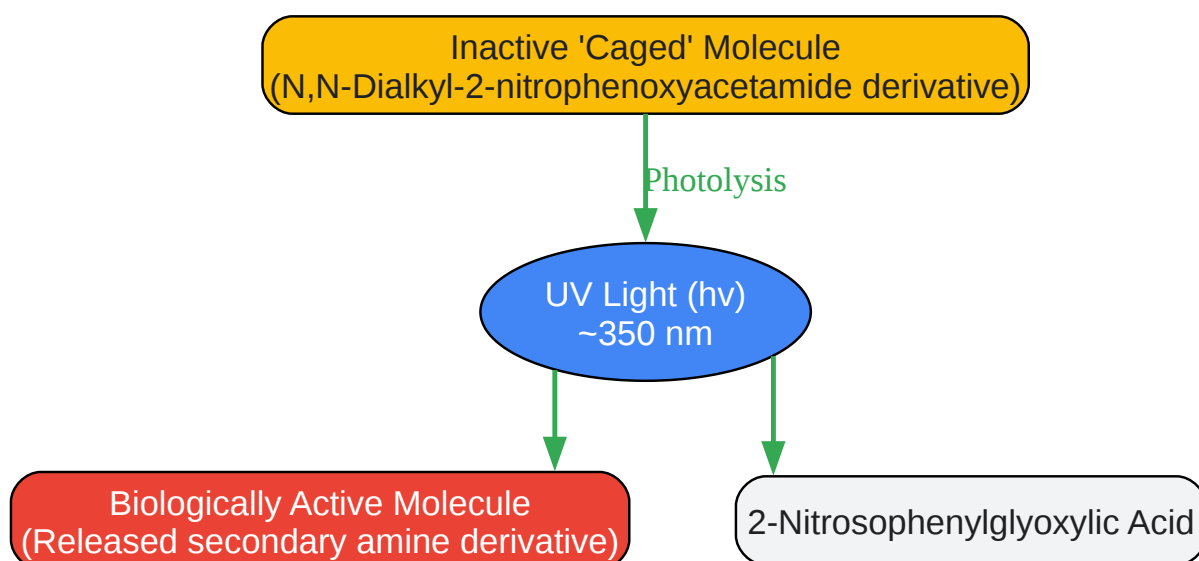 Inactive 'Caged' Molecule
(N,N-Dialkyl-2-nitrophenoxyacetamide derivative)
Photolysis
UV Light (hv)
~350 nm
Biologically Active Molecule
(Released secondary amine derivative)
2-Nitrosophenylglyoxylic Acid